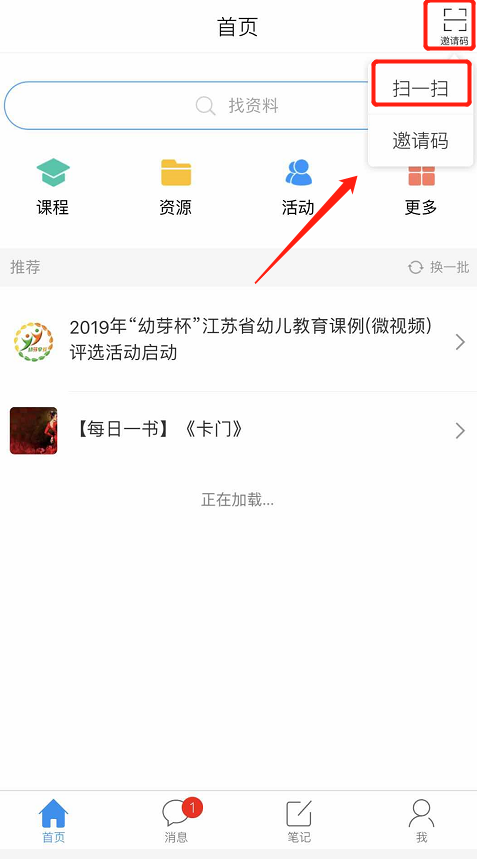 首页
邀请码
扫一扫
邀请码
找资料
课程
资源
活动
更多
推荐
换一批
2019年“幼芽杯”江苏省幼儿教育课例(微视频)
评选活动启动
【每日一书】《卡门》
正在加载...
1
首页
消息
笔记
我